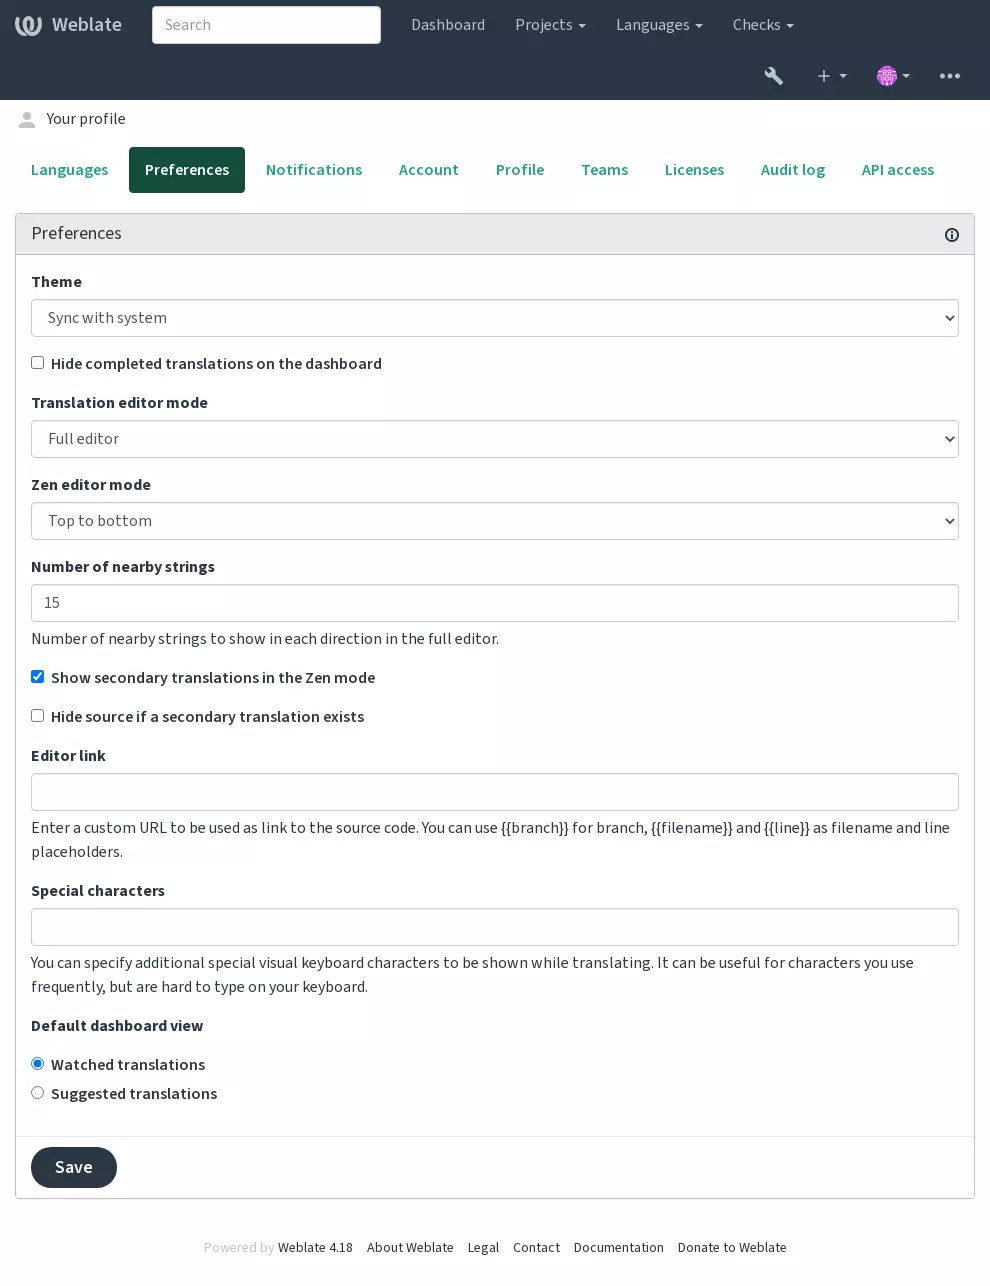 Weblate
Search
Dashboard
Projects
Languages
Checks
Your profile
Languages
Preferences
Notifications
Account
Profile
Teams
Licenses
Audit log
API access
Preferences
Theme
Sync with system
Hide completed translations on the dashboard
Translation editor mode
Full editor
Zen editor mode
Top to bottom
Number of nearby strings
15
Number of nearby strings to show in each direction in the full editor.
Show secondary translations in the Zen mode
Hide source if a secondary translation exists
Editor link
Enter a custom URL to be used as link to the source code. You can use {{branch}} for branch, {{filename}} and {{line}} as filename and line
placeholders.
Special characters
You can specify additional special visual keyboard characters to be shown while translating. It can be useful for characters you use
frequently, but are hard to type on your keyboard.
Default dashboard view
Watched translations
Suggested translations
Save
Powered by Weblate 4.18 About Weblate Legal Contact Documentation Donate to Weblate